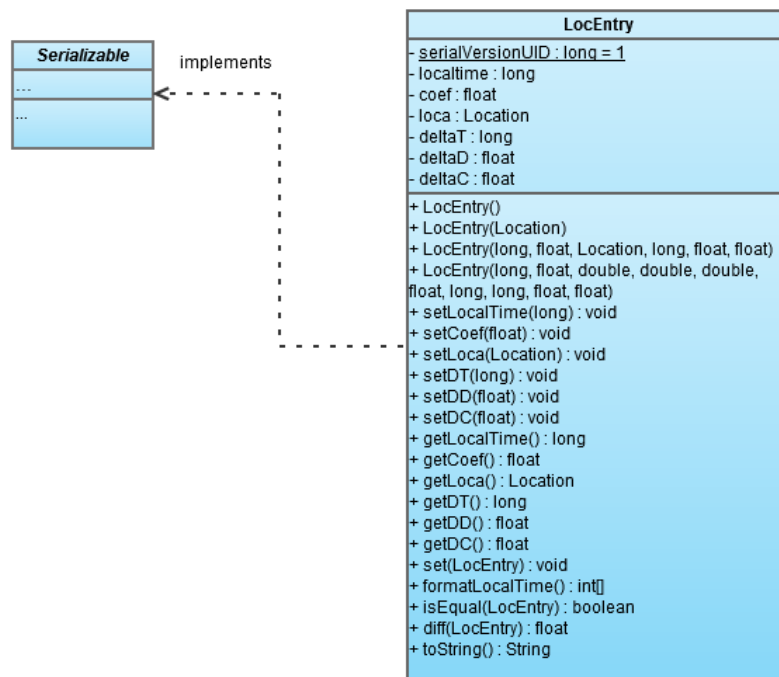 Serializable
...
...
implements
LocEntry
- serialVersionUID : long = 1
- localtime : long
- coef : float
- loca : Location
- deltaT : long
- deltaD : float
- deltaC : float
+ LocEntry()
+ LocEntry(Location)
+ LocEntry(long, float, Location, long, float, float)
+ LocEntry(long, float, double, double, double,
float, long, long, float, float)
+ setLocalTime(long) : void
+ setCoef(float) : void
+ setLoca(Location) : void
+ setDT(long) : void
+ setDD(float) : void
+ setDC(float) : void
+ getLocalTime() : long
+ getCoef() : float
+ getLoca() : Location
+ getDT() : long
+ getDD() : float
+ getDC() : float
+ set(LocEntry) : void
+ formatLocalTime() : int[]
+ isEqual(LocEntry) : boolean
+ diff(LocEntry) : float
+ toString() : String